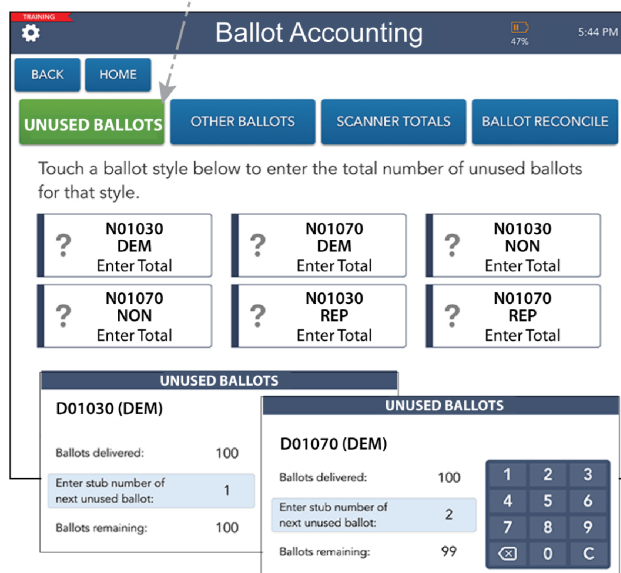 TRAINING
Ballot Accounting
47%
5:44 PM
BACK
HOME
UNUSED BALLOTS
OTHER BALLOTS
SCANNER TOTALS
BALLOT RECONCILE
Touch a ballot style below to enter the total number of unused ballots
for that style.
? N01030
DEM
Enter Total
? N01070
DEM
Enter Total
? N01030
NON
Enter Total
? N01070
NON
Enter Total
? N01030
REP
Enter Total
? N01070
REP
Enter Total
UNUSED BALLOTS
D01030 (DEM)
Ballots delivered: 100
Enter stub number of
next unused ballot: 1
Ballots remaining: 100
UNUSED BALLOTS
D01070 (DEM)
Ballots delivered: 100
Enter stub number of
next unused ballot: 2
Ballots remaining: 99
1 2 3
4 5 6
7 8 9
0 C